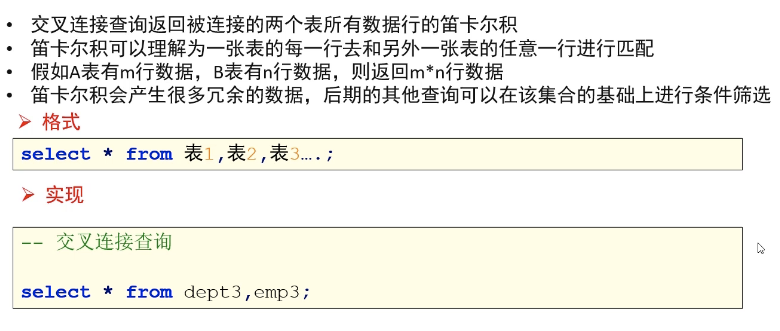 • 交叉连接查询返回被连接的两个表所有数据行的笛卡尔积
• 笛卡尔积可以理解为一张表的每一行去和另外一张表的任意一行进行匹配
• 假如A表有m行数据，B表有n行数据，则返回m*n行数据
• 笛卡尔积会产生很多冗余的数据，后期的其他查询可以在该集合的基础上进行条件筛选
➢ 格式
select * from 表1,表2,表3….;
➢ 实现
-- 交叉连接查询
select * from dept3,emp3;